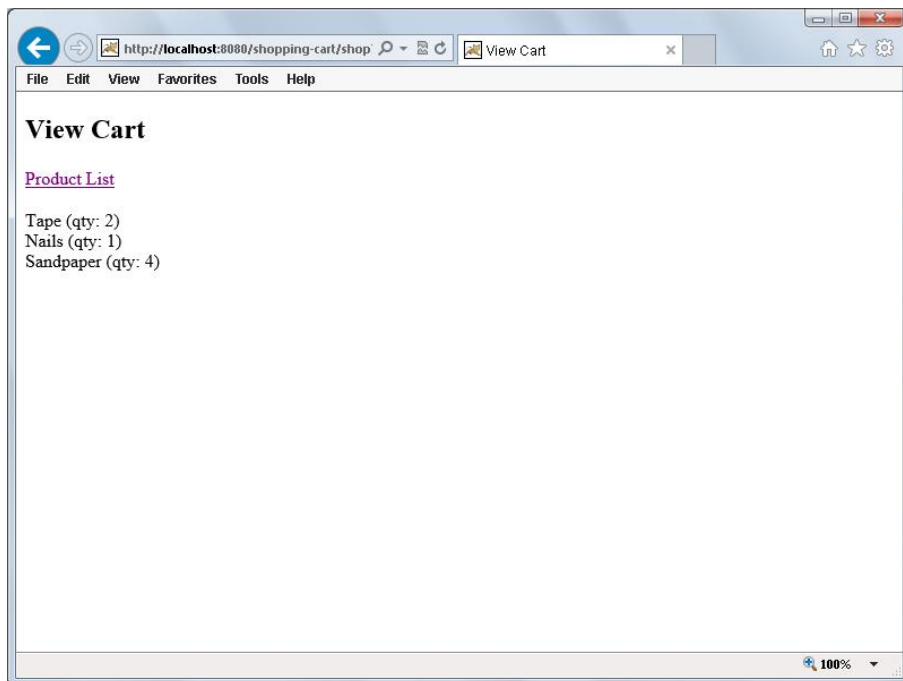 http://localhost:8080/shopping-cart/shop
View Cart
File Edit View Favorites Tools Help
View Cart
Product List
Tape (qty: 2)
Nails (qty: 1)
Sandpaper (qty: 4)
100%